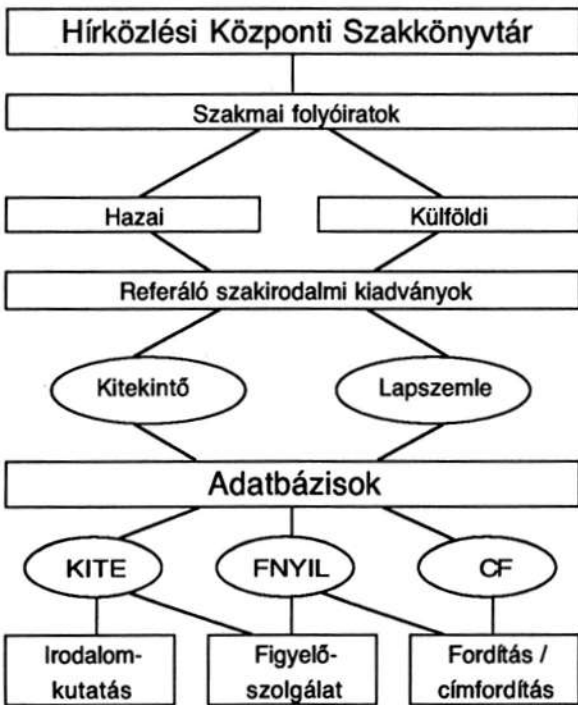 Hírközlési Központi Szakkönyvtár
Szakmai folyóiratok
Hazai
Külföldi
Referáló szakirodalmi kiadványok
Kitekintő
Lapszemle
Adatbázisok
KITE
FNYIL
CF
Irodalom-
kutatás
Figyelő-
szolgálat
Fordítás /
címfordítás